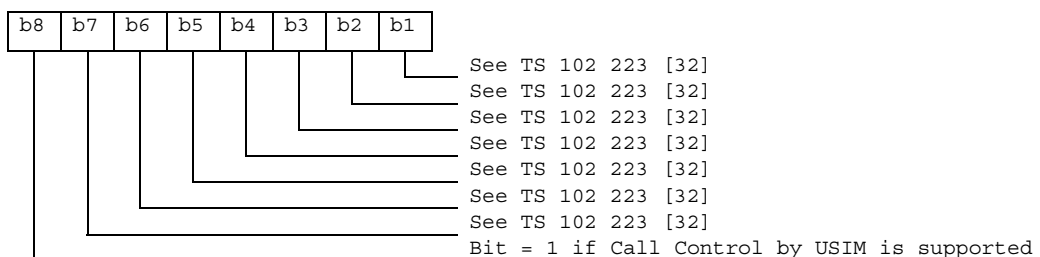 b8 b7 b6 b5 b4 b3 b2 b1
See TS 102 223 [32]
See TS 102 223 [32]
See TS 102 223 [32]
See TS 102 223 [32]
See TS 102 223 [32]
See TS 102 223 [32]
See TS 102 223 [32]
Bit = 1 if Call Control by USIM is supported